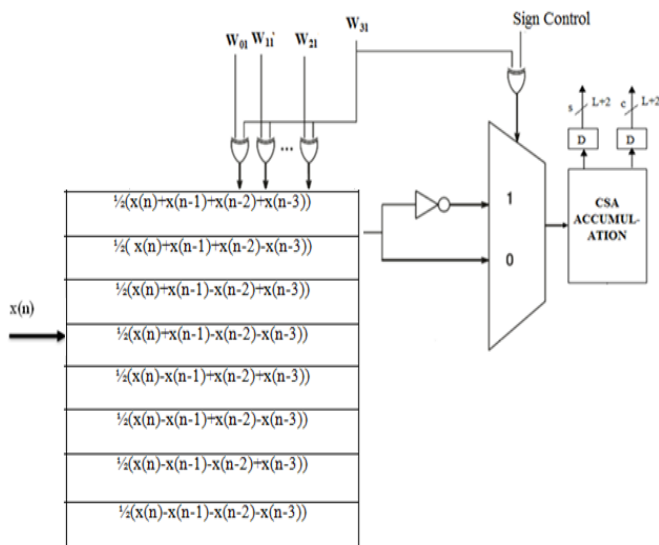 Sign Control
W31
W01 W11' W21
...
s L+2 c L+2
D D
½(x(n)+x(n-1)+x(n-2)+x(n-3))
½( x(n)+x(n-1)+x(n-2)-x(n-3))
½(x(n)+x(n-1)-x(n-2)+x(n-3))
½(x(n)+x(n-1)-x(n-2)-x(n-3))
½(x(n)-x(n-1)+x(n-2)+x(n-3))
½(x(n)-x(n-1)+x(n-2)-x(n-3))
½(x(n)-x(n-1)-x(n-2)+x(n-3))
½(x(n)-x(n-1)-x(n-2)-x(n-3))
x(n)
1
0
CSA
ACCUMUL-
ATION